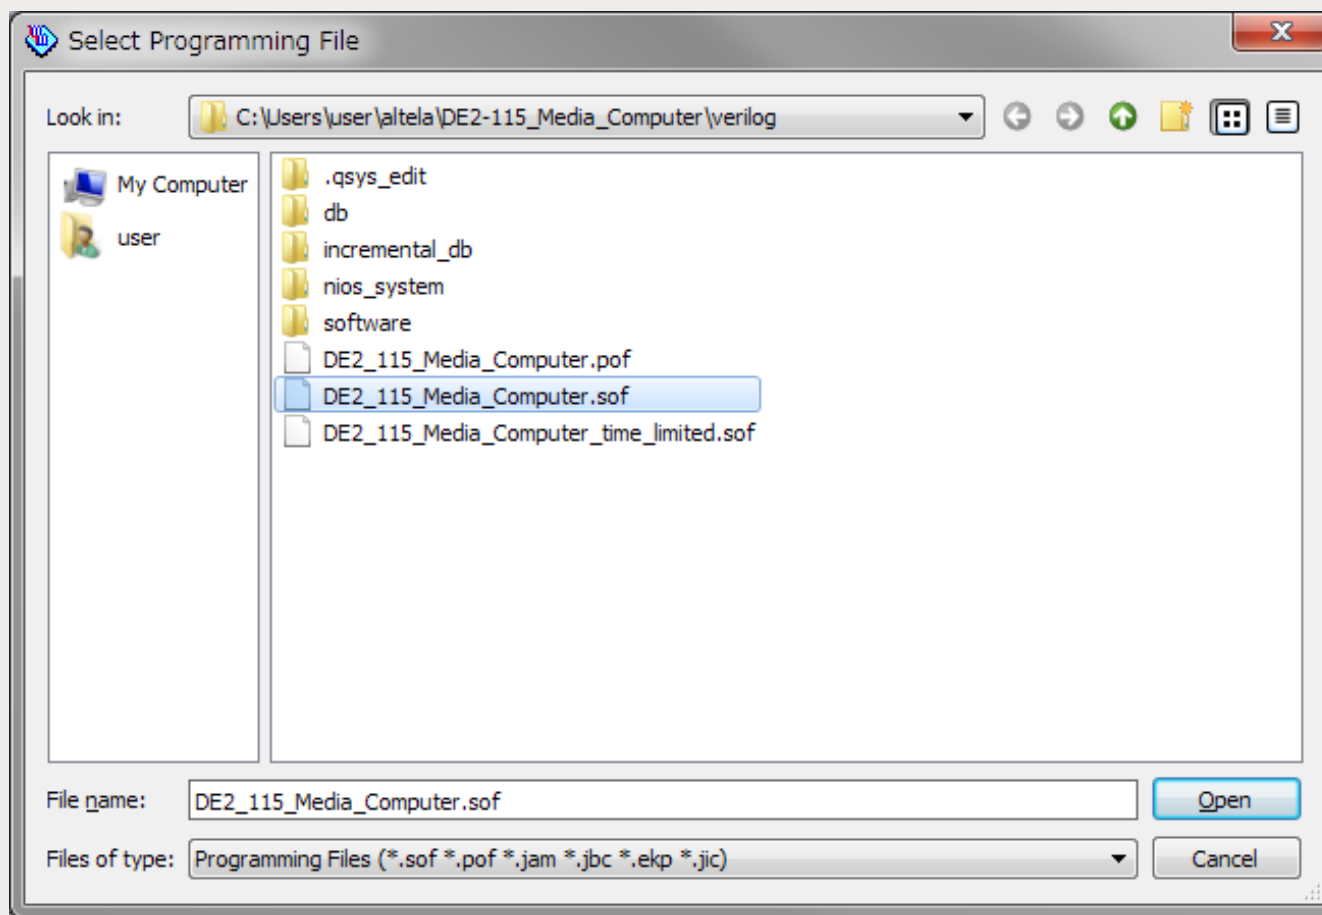 Select Programming File
Look in:
C:\Users\user\altela\DE2-115_Media_Computer\verilog
My Computer
user
.qsys_edit
db
incremental_db
nios_system
software
DE2_115_Media_Computer.pof
DE2_115_Media_Computer.sof
DE2_115_Media_Computer_time_limited.sof
File name:
DE2_115_Media_Computer.sof
Open
Files of type:
Programming Files (*.sof *.pof *.jam *.jbc *.ekp *.jic)
Cancel